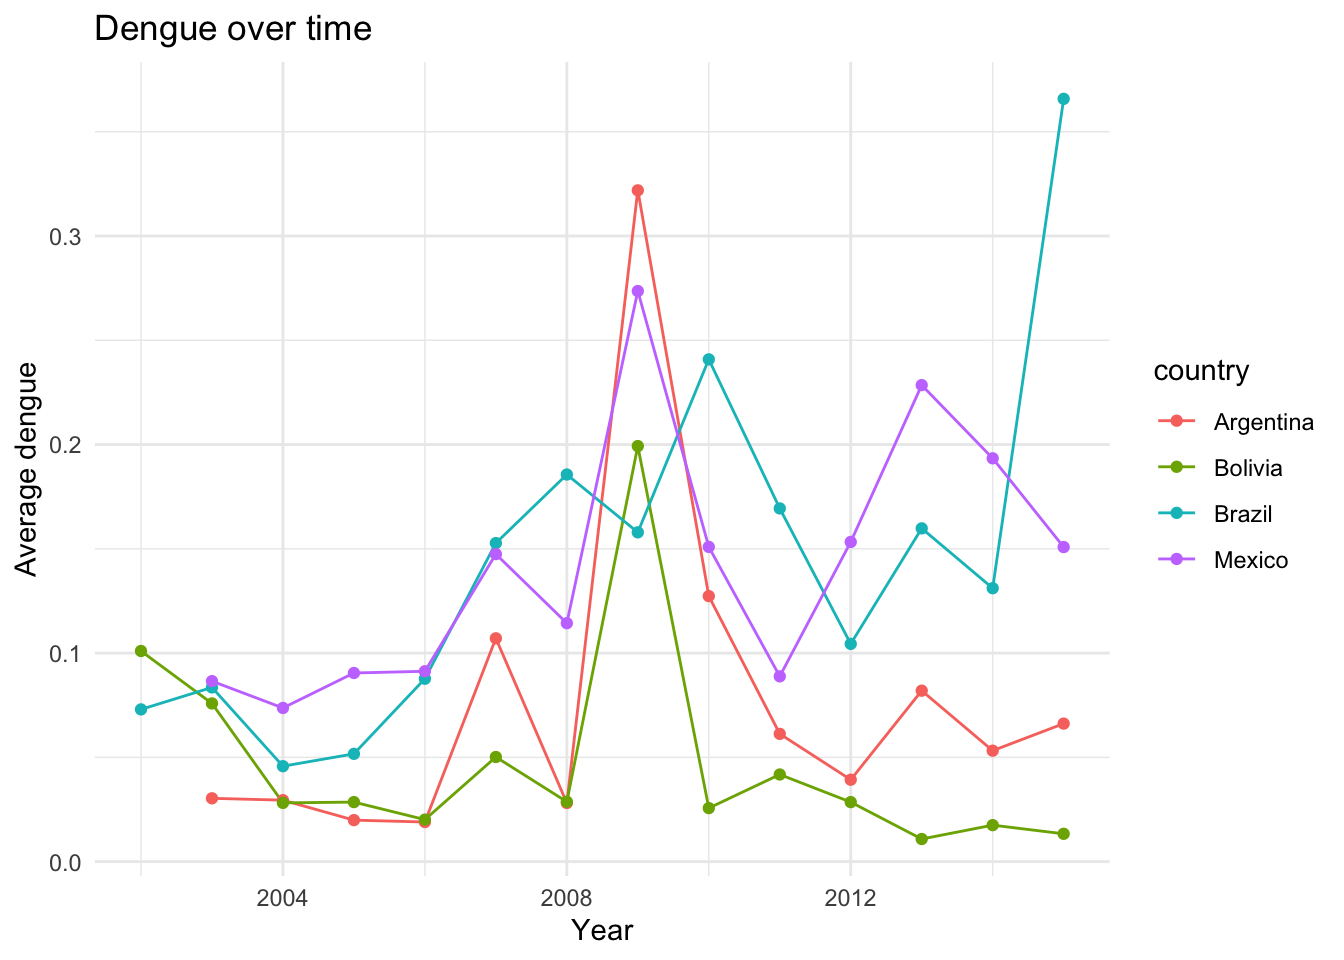 Dengue over time
0.3
0.2
0.1
0.0
Average dengue
2004
2008
2012
Year
country
Argentina
Bolivia
Brazil
Mexico